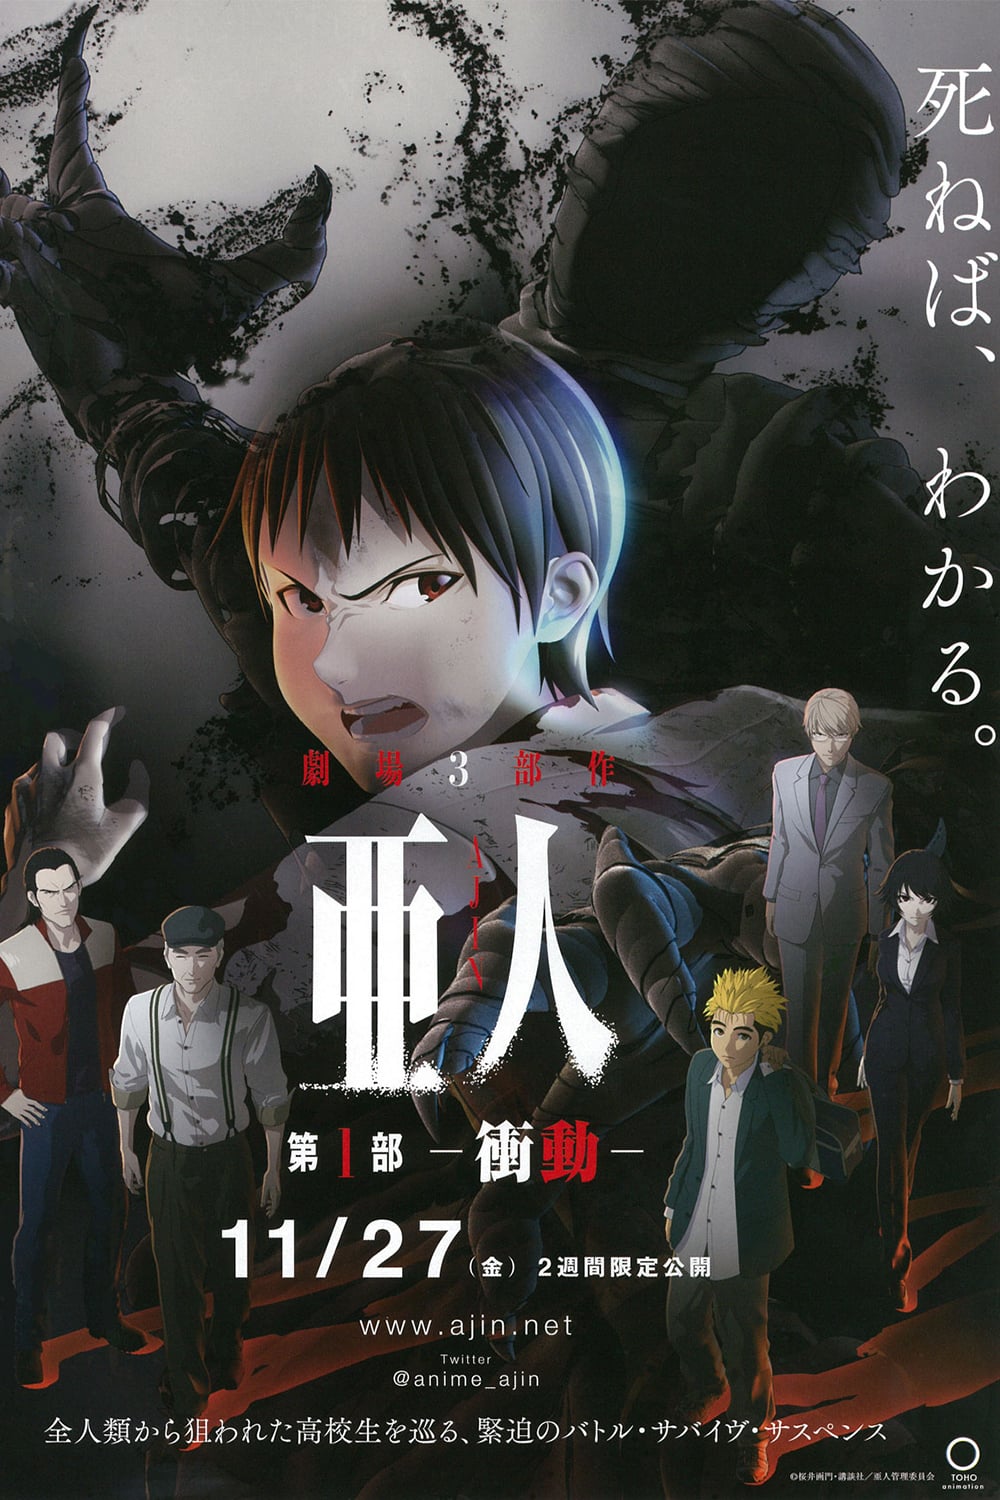 死ねば、わかる。
劇場3部作
亜人
AJIN
第1部 ―衝動―
11/27(金) 2週間限定公開
www.ajin.net
Twitter
@anime_ajin
全人類から狙われた高校生を巡る、緊迫のバトル・サバイヴ・サスペンス
©桜井画門・講談社/亜人管理委員会
TOHO
animation